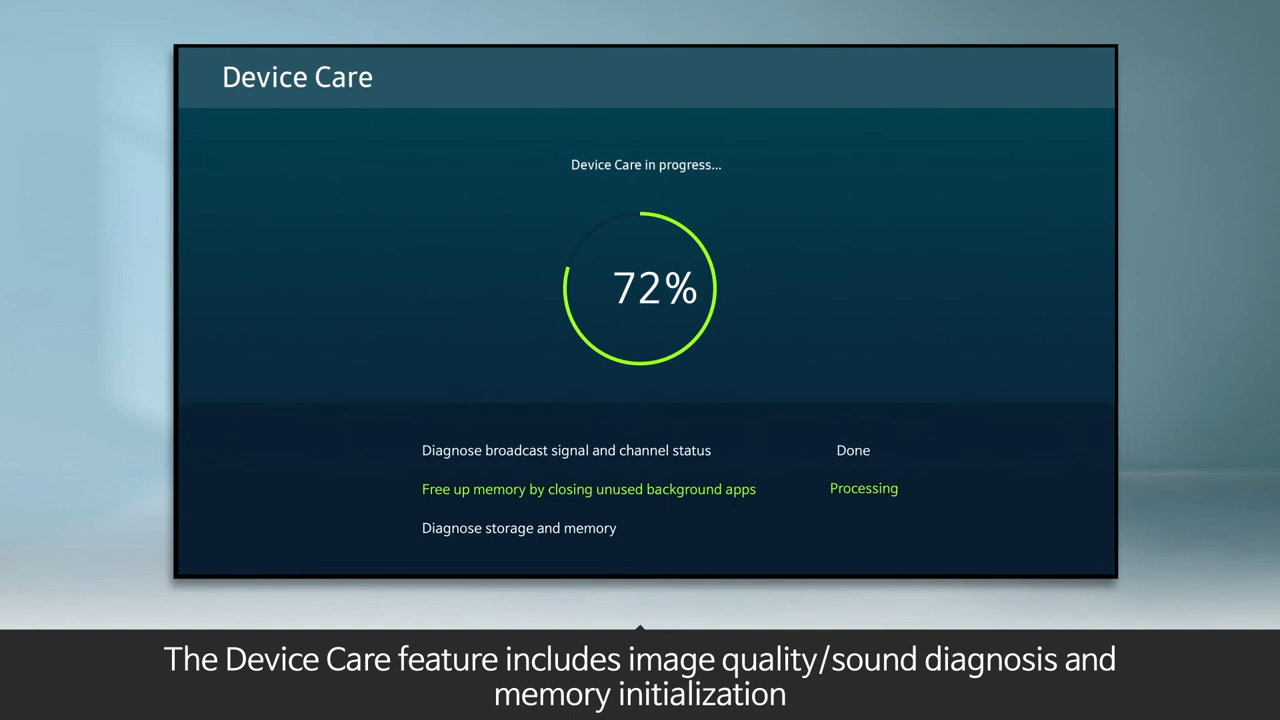 Device Care
Device Care in progress...
72%
Diagnose broadcast signal and channel status Done
Free up memory by closing unused background apps Processing
Diagnose storage and memory
The Device Care feature includes image quality/sound diagnosis and
memory initialization